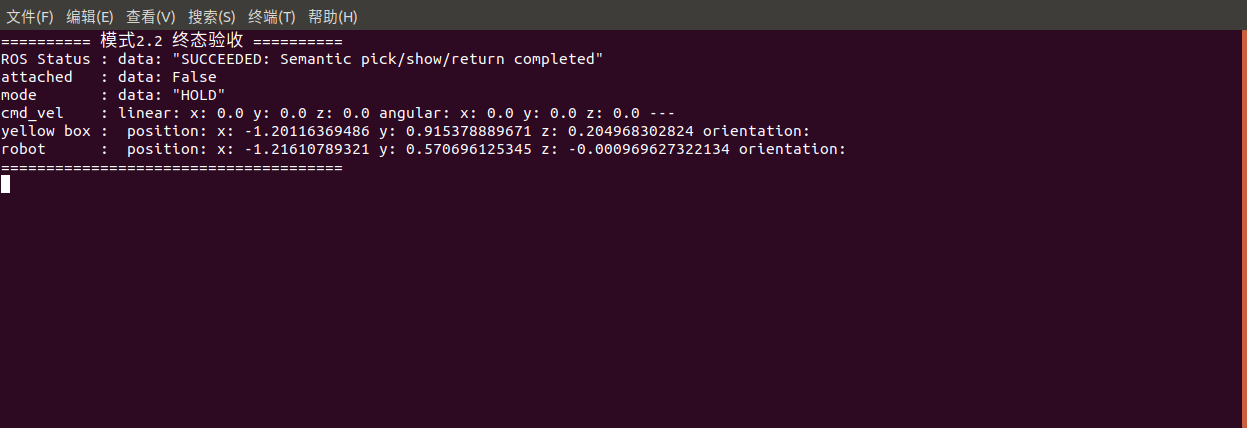 文件(F) 编辑(E) 查看(V) 搜索(S) 终端(T) 帮助(H)
========== 模式2.2 终态验收 ==========
ROS Status : data: "SUCCEEDED: Semantic pick/show/return completed"
attached   : data: False
mode       : data: "HOLD"
cmd_vel    : linear: x: 0.0 y: 0.0 z: 0.0 angular: x: 0.0 y: 0.0 z: 0.0 ---
yellow box :  position: x: -1.20116369486 y: 0.915378889671 z: 0.204968302824 orientation:
robot      :  position: x: -1.21610789321 y: 0.570696125345 z: -0.000969627322134 orientation:
======================================